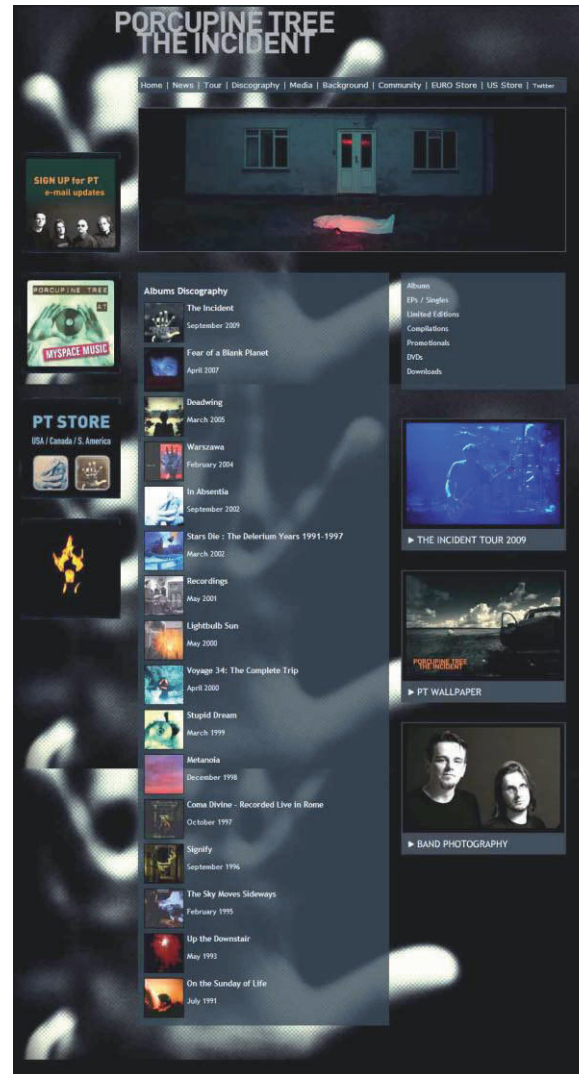 PORCUPINE TREE
THE INCIDENT
Home | News | Tour | Discography | Media | Background | Community | EURO Store | US Store | Twitter
SIGN UP for PT
e-mail updates
PORCUPINE TREE
AT
MYSPACE MUSIC
PT STORE
USA / Canada / S. America
Albums Discography
The Incident
September 2009
Fear of a Blank Planet
April 2007
Deadwing
March 2005
Warszawa
February 2004
In Absentia
September 2002
Stars Die : The Delerium Years 1991-1997
March 2002
Recordings
May 2001
Lightbulb Sun
May 2000
Voyage 34: The Complete Trip
April 2000
Stupid Dream
March 1999
Metanoia
December 1998
Coma Divine - Recorded Live in Rome
October 1997
Signify
September 1996
The Sky Moves Sideways
February 1995
Up the Downstair
May 1993
On the Sunday of Life
July 1991
Albums
EPs / Singles
Limited Editions
Compilations
Promotionals
DVDs
Downloads
THE INCIDENT TOUR 2009
PORCUPINE TREE
THE INCIDENT
PT WALLPAPER
BAND PHOTOGRAPHY